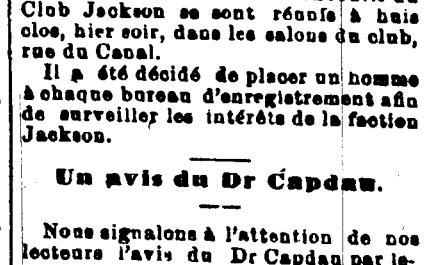 Club Jackson se sont réunis à huis
clos, hier soir, dans les salons du club,
rue du Canal.
Il a été décidé de placer un homme
à chaque bureau d'enregistrement afin
de surveiller les intérêts de la faction
Jackson.
Un avis du Dr Capdau.
Nous signalons à l'attention de nos
lecteurs l'avis du Dr Capdau par le-